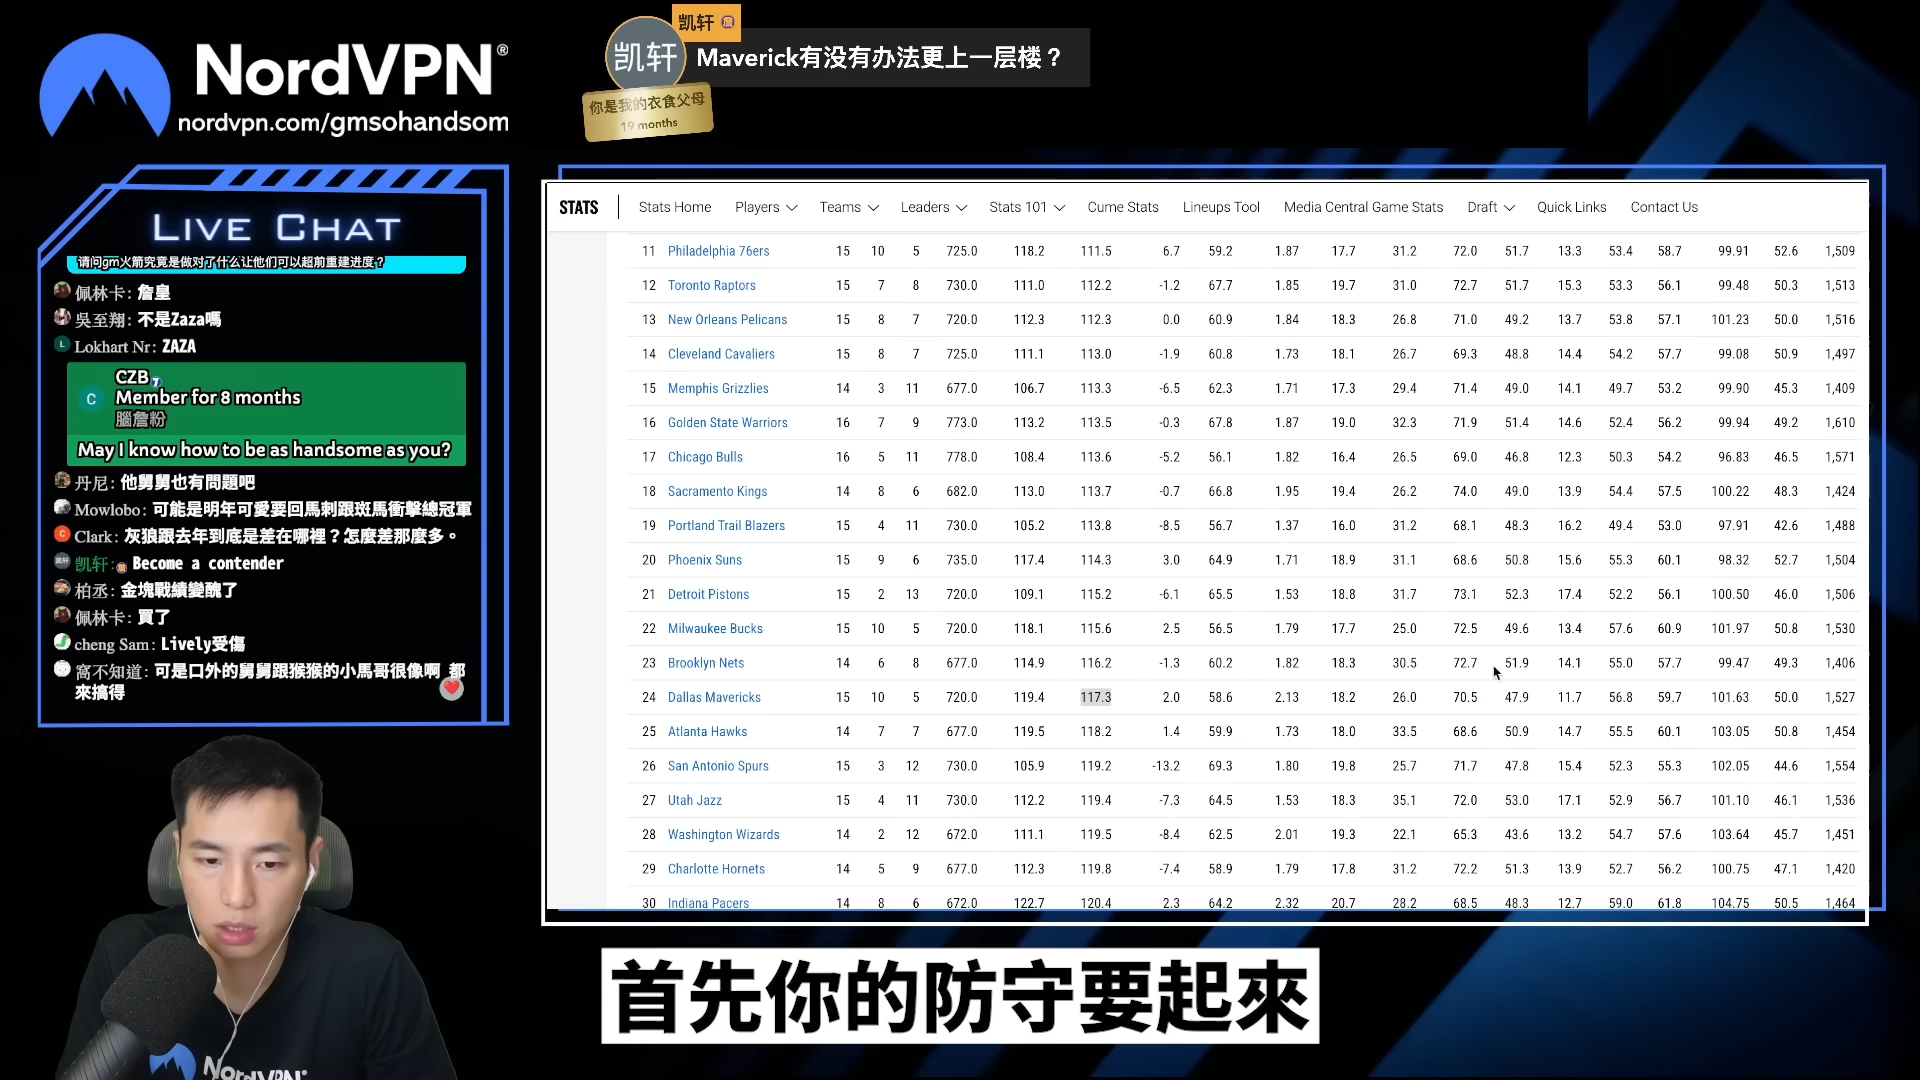 NordVPN®
nordvpn.com/gmsohandsom
凯轩
凯轩
Maverick有没有办法更上一层楼？
你是我的衣食父母
19 months
LIVE CHAT
请问gm火箭究竟是做对了什么让他们可以超前重建进度？
佩林卡: 詹皇
吳至翔: 不是Zaza嗎
L Lokhart Nr: ZAZA
CZB
C Member for 8 months
腦詹粉
May I know how to be as handsome as you?
丹尼: 他舅舅也有問題吧
Mowlobo: 可能是明年可愛要回馬刺跟斑馬衝擊總冠軍
C Clark: 灰狼跟去年到底是差在哪裡？怎麼差那麼多。
凯轩: Become a contender
柏丞: 金塊戰績變醜了
佩林卡: 買了
cheng Sam: Lively受傷
窩不知道: 可是口外的舅舅跟猴猴的小馬哥很像啊 都
來搞得
STATS Stats Home Players Teams Leaders Stats 101 Cume Stats Lineups Tool Media Central Game Stats Draft Quick Links Contact Us
11 Philadelphia 76ers 15 10 5 725.0 118.2 111.5 6.7 59.2 1.87 17.7 31.2 72.0 51.7 13.3 53.4 58.7 99.91 52.6 1,509
12 Toronto Raptors 15 7 8 730.0 111.0 112.2 -1.2 67.7 1.85 19.7 31.0 72.7 51.7 15.3 53.3 56.1 99.48 50.3 1,513
13 New Orleans Pelicans 15 8 7 720.0 112.3 112.3 0.0 60.9 1.84 18.3 26.8 71.0 49.2 13.7 53.8 57.1 101.23 50.0 1,516
14 Cleveland Cavaliers 15 8 7 725.0 111.1 113.0 -1.9 60.8 1.73 18.1 26.7 69.3 48.8 14.4 54.2 57.7 99.08 50.9 1,497
15 Memphis Grizzlies 14 3 11 677.0 106.7 113.3 -6.5 62.3 1.71 17.3 29.4 71.4 49.0 14.1 49.7 53.2 99.90 45.3 1,409
16 Golden State Warriors 16 7 9 773.0 113.2 113.5 -0.3 67.8 1.87 19.0 32.3 71.9 51.4 14.6 52.4 56.2 99.94 49.2 1,610
17 Chicago Bulls 16 5 11 778.0 108.4 113.6 -5.2 56.1 1.82 16.4 26.5 69.0 46.8 12.3 50.3 54.2 96.83 46.5 1,571
18 Sacramento Kings 14 8 6 682.0 113.0 113.7 -0.7 66.8 1.95 19.4 26.2 74.0 49.0 13.9 54.4 57.5 100.22 48.3 1,424
19 Portland Trail Blazers 15 4 11 730.0 105.2 113.8 -8.5 56.7 1.37 16.0 31.2 68.1 48.3 16.2 49.4 53.0 97.91 42.6 1,488
20 Phoenix Suns 15 9 6 735.0 117.4 114.3 3.0 64.9 1.71 18.9 31.1 68.6 50.8 15.6 55.3 60.1 98.32 52.7 1,504
21 Detroit Pistons 15 2 13 720.0 109.1 115.2 -6.1 65.5 1.53 18.8 31.7 73.1 52.3 17.4 52.2 56.1 100.50 46.0 1,506
22 Milwaukee Bucks 15 10 5 720.0 118.1 115.6 2.5 56.5 1.79 17.7 25.0 72.5 49.6 13.4 57.6 60.9 101.97 50.8 1,530
23 Brooklyn Nets 14 6 8 677.0 114.9 116.2 -1.3 60.2 1.82 18.3 30.5 72.7 51.9 14.1 55.0 57.7 99.47 49.3 1,406
24 Dallas Mavericks 15 10 5 720.0 119.4 117.3 2.0 58.6 2.13 18.2 26.0 70.5 47.9 11.7 56.8 59.7 101.63 50.0 1,527
25 Atlanta Hawks 14 7 7 677.0 119.5 118.2 1.4 59.9 1.73 18.0 33.5 68.6 50.9 14.7 55.5 60.1 103.05 50.8 1,454
26 San Antonio Spurs 15 3 12 730.0 105.9 119.2 -13.2 69.3 1.80 19.8 25.7 71.7 47.8 15.4 52.3 55.3 102.05 44.6 1,554
27 Utah Jazz 15 4 11 730.0 112.2 119.4 -7.3 64.5 1.53 18.3 35.1 72.0 53.0 17.1 52.9 56.7 101.10 46.1 1,536
28 Washington Wizards 14 2 12 672.0 111.1 119.5 -8.4 62.5 2.01 19.3 22.1 65.3 43.6 13.2 54.7 57.6 103.64 45.7 1,451
29 Charlotte Hornets 14 5 9 677.0 112.3 119.8 -7.4 58.9 1.79 17.8 31.2 72.2 51.3 13.9 52.7 56.2 100.75 47.1 1,420
30 Indiana Pacers 14 8 6 672.0 122.7 120.4 2.3 64.2 2.32 20.7 28.2 68.5 48.3 12.7 59.0 61.8 104.75 50.5 1,464
首先你的防守要起來
NordVPN